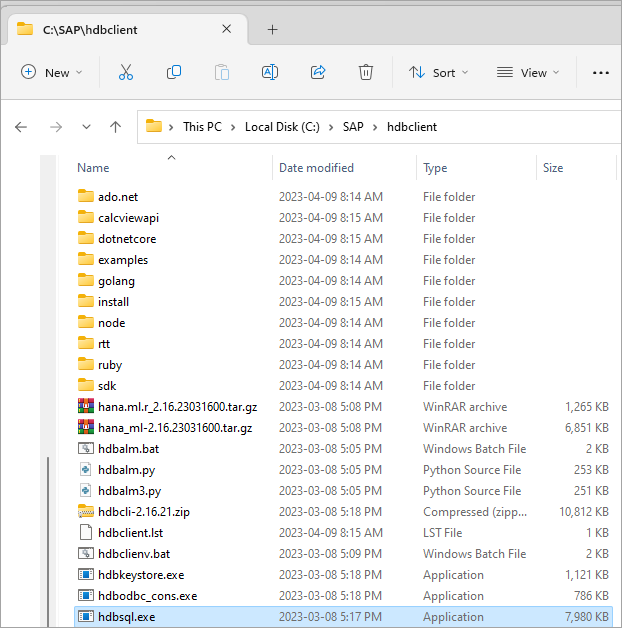 C:\SAP\hdbclient
New Sort View
This PC Local Disk (C:) SAP hdbclient
Name Date modified Type Size
ado.net 2023-04-09 8:14 AM File folder
calcviewapi 2023-04-09 8:15 AM File folder
dotnetcore 2023-04-09 8:15 AM File folder
examples 2023-04-09 8:14 AM File folder
golang 2023-04-09 8:14 AM File folder
install 2023-04-09 8:15 AM File folder
node 2023-04-09 8:14 AM File folder
rtt 2023-04-09 8:14 AM File folder
ruby 2023-04-09 8:14 AM File folder
sdk 2023-04-09 8:14 AM File folder
hana.ml.r_2.16.23031600.tar.gz 2023-03-08 5:08 PM WinRAR archive 1,265 KB
hana_ml-2.16.23031600.tar.gz 2023-03-08 5:08 PM WinRAR archive 6,851 KB
hdbalm.bat 2023-03-08 5:05 PM Windows Batch File 2 KB
hdbalm.py 2023-03-08 5:05 PM Python Source File 253 KB
hdbalm3.py 2023-03-08 5:05 PM Python Source File 251 KB
hdbcli-2.16.21.zip 2023-03-08 5:18 PM Compressed (zipp... 10,812 KB
hdbclient.lst 2023-04-09 8:15 AM LST File 1 KB
hdbclienv.bat 2023-03-08 5:09 PM Windows Batch File 2 KB
hdbkeystore.exe 2023-03-08 5:18 PM Application 1,121 KB
hdbodbc_cons.exe 2023-03-08 5:18 PM Application 786 KB
hdbsql.exe 2023-03-08 5:17 PM Application 7,980 KB